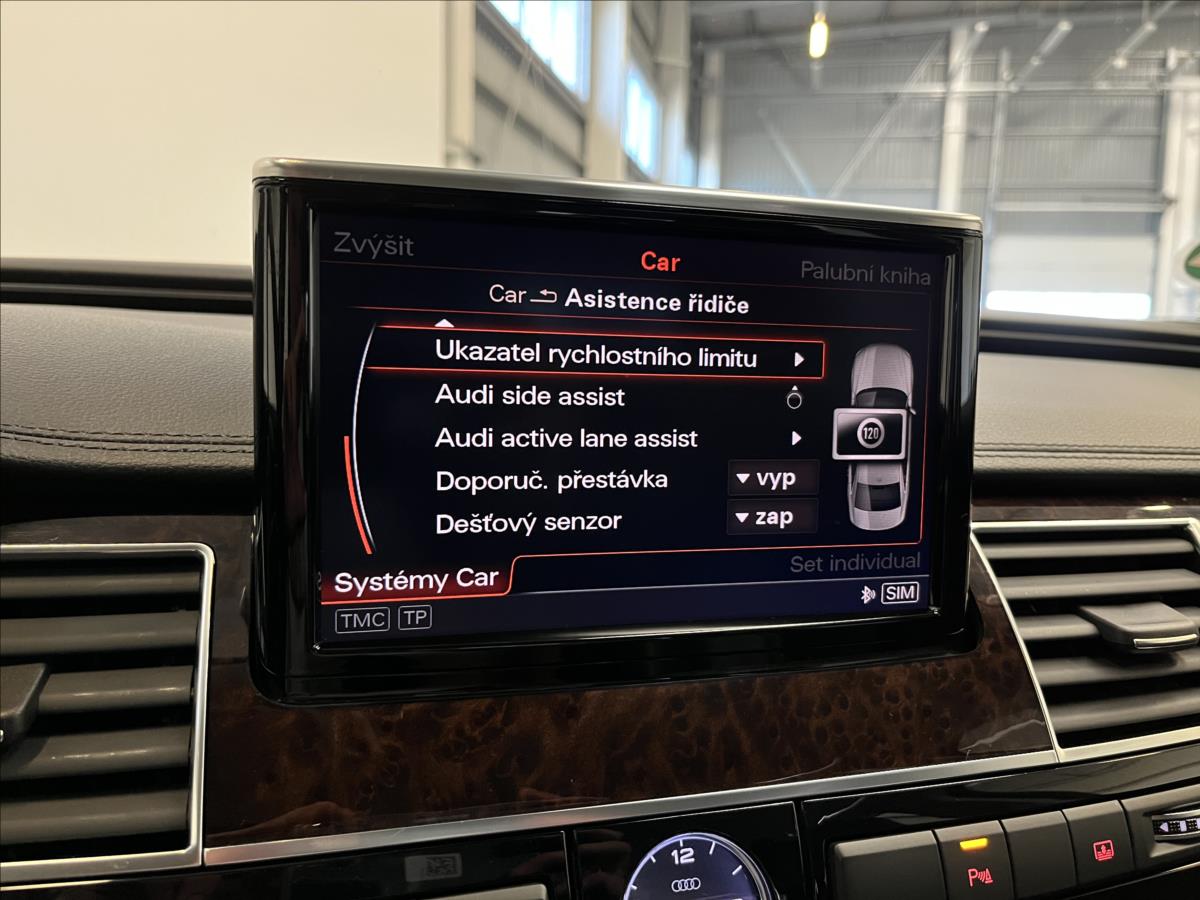 Zvýšit
Car
Palubní kniha
Car Asistence řidiče
Ukazatel rychlostního limitu
Audi side assist
Audi active lane assist
Doporuč. přestávka vyp
Dešťový senzor zap
120
Set individual
Systémy Car
TMC TP
SIM
12
P